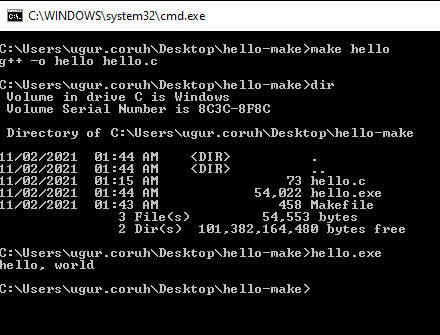 C:\WINDOWS\system32\cmd.exe
C:\Users\ugur.coruh\Desktop\hello-make>make hello
g++ -o hello hello.c
C:\Users\ugur.coruh\Desktop\hello-make>dir
 Volume in drive C is Windows
 Volume Serial Number is 8C3C-8F8C
 Directory of C:\Users\ugur.coruh\Desktop\hello-make
11/02/2021  01:44 AM    <DIR>          .
11/02/2021  01:44 AM    <DIR>          ..
11/02/2021  01:15 AM                73 hello.c
11/02/2021  01:44 AM            54,022 hello.exe
11/02/2021  01:43 AM               458 Makefile
               3 File(s)         54,553 bytes
               2 Dir(s)  101,382,164,480 bytes free
C:\Users\ugur.coruh\Desktop\hello-make>hello.exe
hello, world
C:\Users\ugur.coruh\Desktop\hello-make>